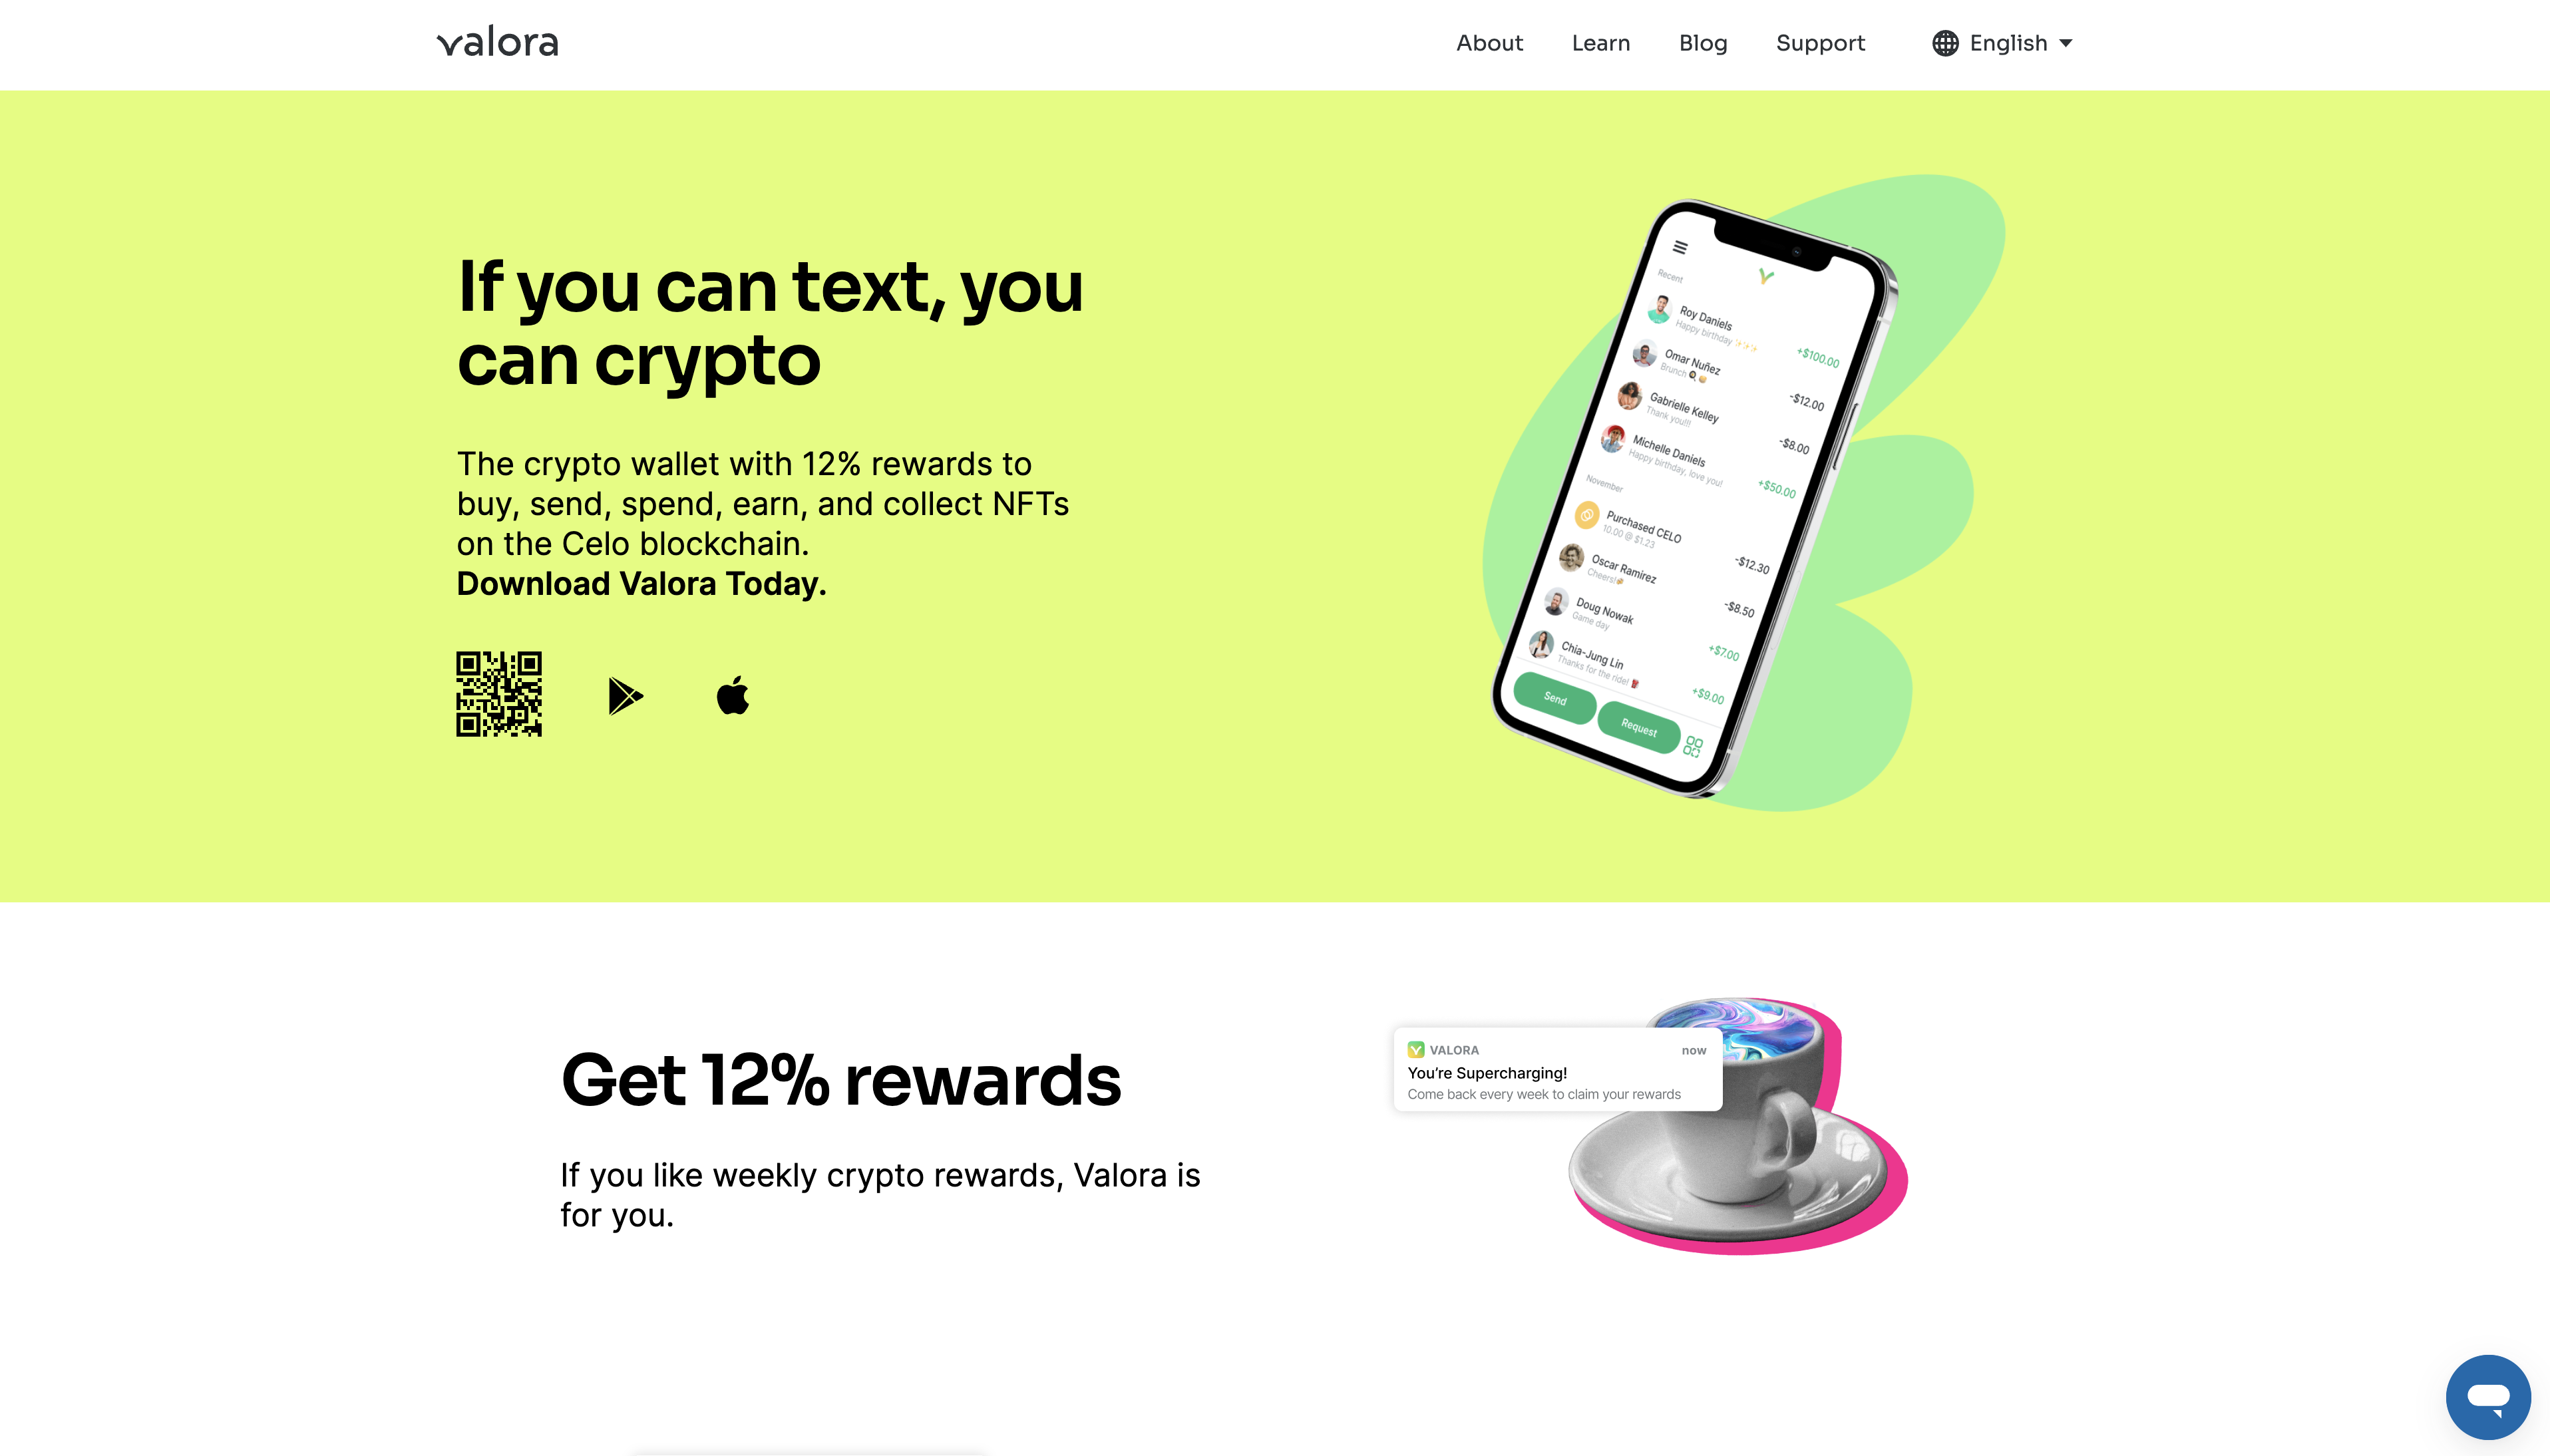 valora
About
Learn
Blog
Support
English
If you can text, you
can crypto
The crypto wallet with 12% rewards to
buy, send, spend, earn, and collect NFTs
on the Celo blockchain.
Download Valora Today.
Recent
Roy Daniels
Happy birthday ✨✨✨
+$100.00
Omar Nuñez
Brunch 🍳🥞
-$12.00
Gabrielle Kelley
Thank you!!!
-$8.00
Michelle Daniels
Happy birthday, love you!
+$50.00
November
Purchased CELO
10.00 @ $1.23
-$12.30
Oscar Ramirez
Cheers!🍻
-$8.50
Doug Nowak
Game day
+$7.00
Chia-Jung Lin
Thanks for the ride!
+$9.00
Send
Request
Get 12% rewards
If you like weekly crypto rewards, Valora is
for you.
VALORA
now
You're Supercharging!
Come back every week to claim your rewards